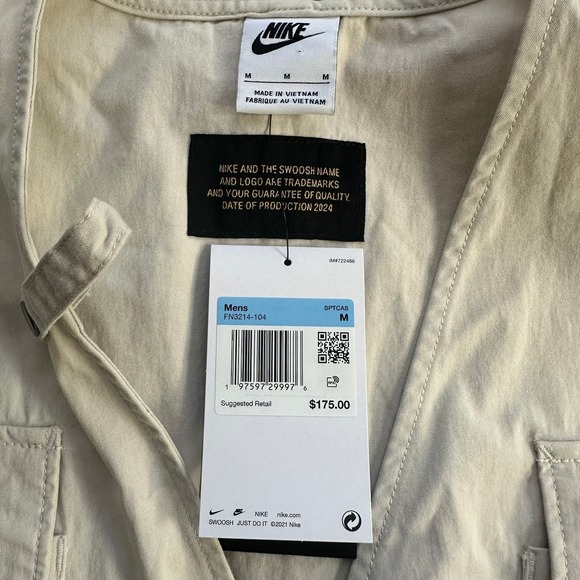 NIKE
M M M
MADE IN VIETNAM
FABRIQUE AU VIETNAM
NIKE AND THE SWOOSH NAME
AND LOGO ARE TRADEMARKS
AND YOUR GUARANTEE OF QUALITY.
DATE OF PRODUCTION 2024
IM#722486
Mens SPTCAS
FN3214-104 M
1 97597 29997 6
Suggested Retail $175.00
NIKE nike.com
SWOOSH JUST DO IT ©2021 Nike